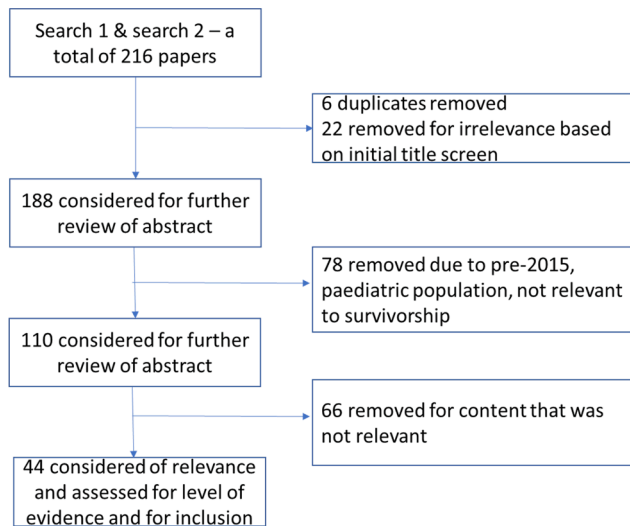 Search 1 & search 2 – a
total of 216 papers
6 duplicates removed
22 removed for irrelevance based
on initial title screen
188 considered for further
review of abstract
78 removed due to pre-2015,
paediatric population, not relevant
to survivorship
110 considered for further
review of abstract
66 removed for content that was
not relevant
44 considered of relevance
and assessed for level of
evidence and for inclusion